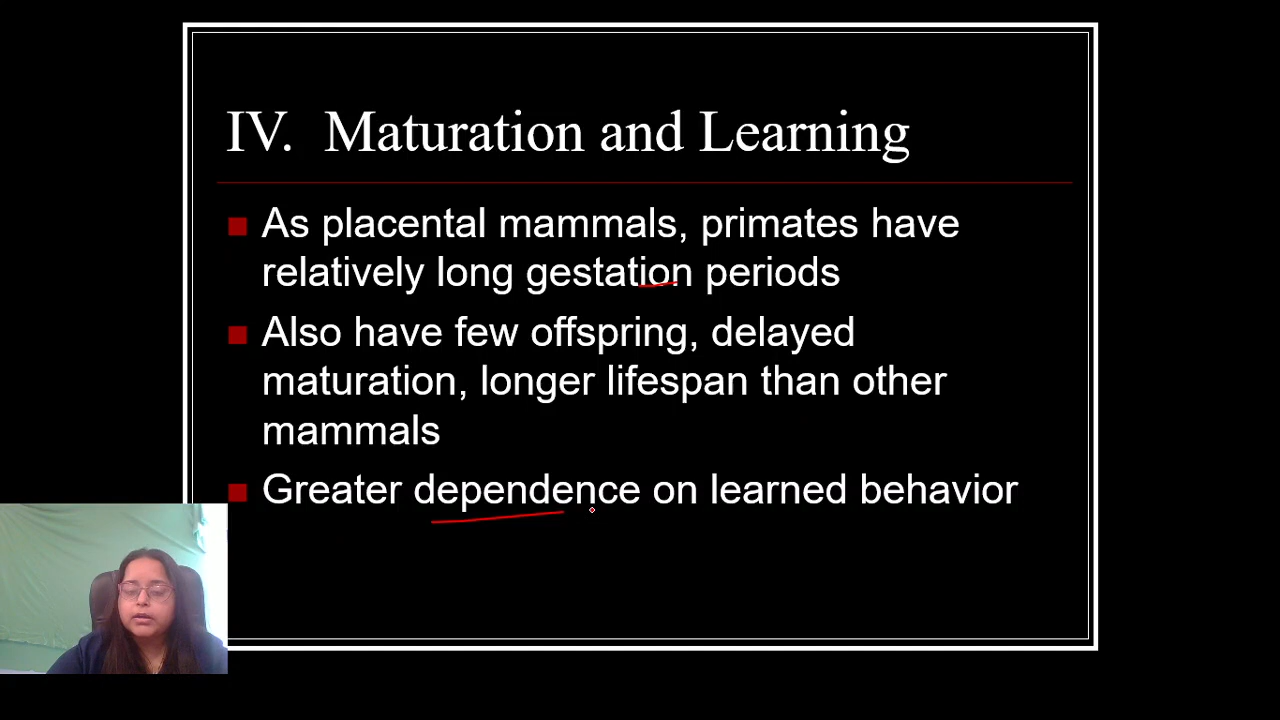 IV. Maturation and Learning
As placental mammals, primates have
relatively long gestation periods
Also have few offspring, delayed
maturation, longer lifespan than other
mammals
Greater dependence on learned behavior